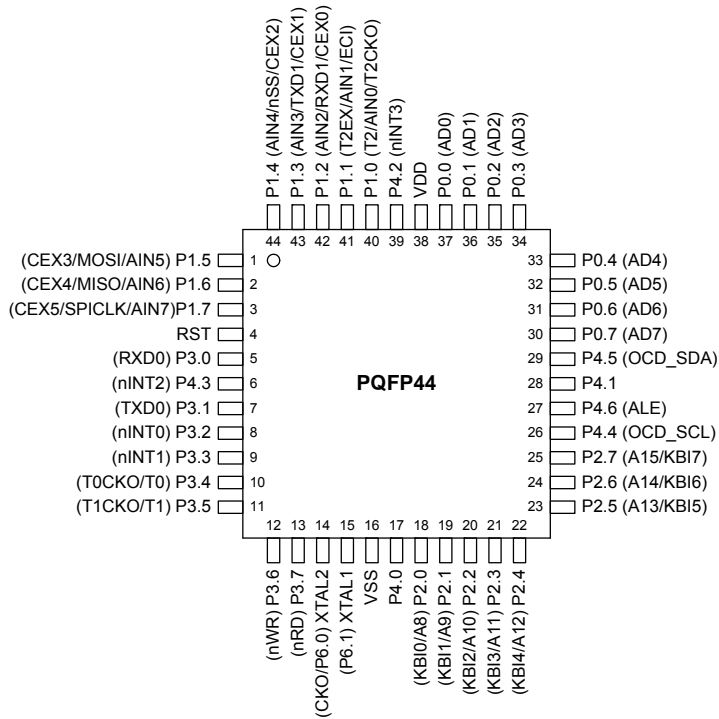 P1.4 (AIN4/nSS/CEX2)
P1.3 (AIN3/TXD1/CEX1)
P1.2 (AIN2/RXD1/CEX0)
P1.1 (T2EX/AIN1/ECI)
P1.0 (T2/AIN0/T2CKO)
P4.2 (nINT3)
VDD
P0.0 (AD0)
P0.1 (AD1)
P0.2 (AD2)
P0.3 (AD3)
44 43 42 41 40 39 38 37 36 35 34
(CEX3/MOSI/AIN5) P1.5 1
(CEX4/MISO/AIN6) P1.6 2
(CEX5/SPICLK/AIN7)P1.7 3
RST 4
(RXD0) P3.0 5
(nINT2) P4.3 6
(TXD0) P3.1 7
(nINT0) P3.2 8
(nINT1) P3.3 9
(T0CKO/T0) P3.4 10
(T1CKO/T1) P3.5 11
PQFP44
33 P0.4 (AD4)
32 P0.5 (AD5)
31 P0.6 (AD6)
30 P0.7 (AD7)
29 P4.5 (OCD_SDA)
28 P4.1
27 P4.6 (ALE)
26 P4.4 (OCD_SCL)
25 P2.7 (A15/KBI7)
24 P2.6 (A14/KBI6)
23 P2.5 (A13/KBI5)
12 13 14 15 16 17 18 19 20 21 22
(nWR) P3.6
(nRD) P3.7
(CKO/P6.0) XTAL2
(P6.1) XTAL1
VSS
P4.0
(KBI0/A8) P2.0
(KBI1/A9) P2.1
(KBI2/A10) P2.2
(KBI3/A11) P2.3
(KBI4/A12) P2.4